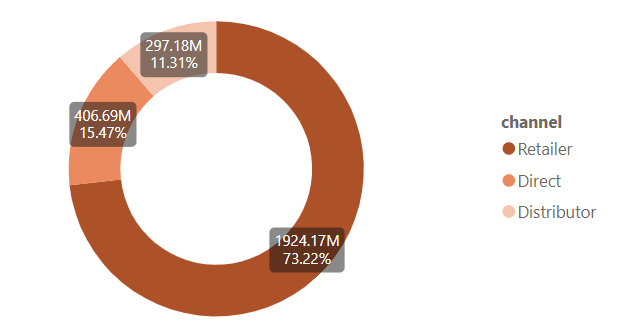 297.18M
11.31%
406.69M
15.47%
1924.17M
73.22%
channel
Retailer
Direct
Distributor